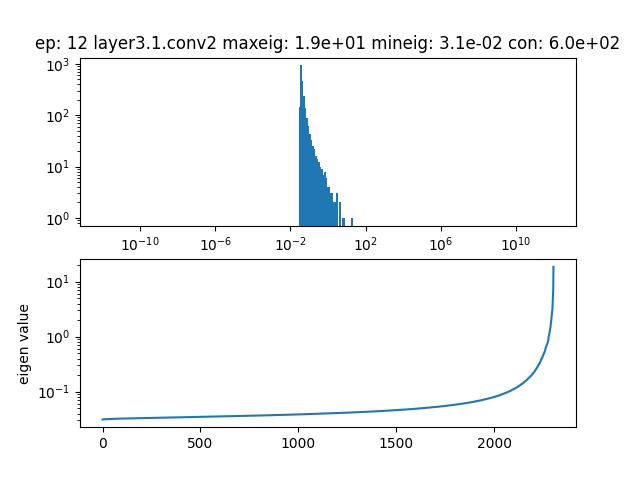 ep: 12 layer3.1.conv2 maxeig: 1.9e+01 mineig: 3.1e-02 con: 6.0e+02
10³
10²
10¹
10⁰
10⁻¹⁰ 10⁻⁶ 10⁻² 10² 10⁶ 10¹⁰
eigen value
10¹
10⁰
10⁻¹
0 500 1000 1500 2000